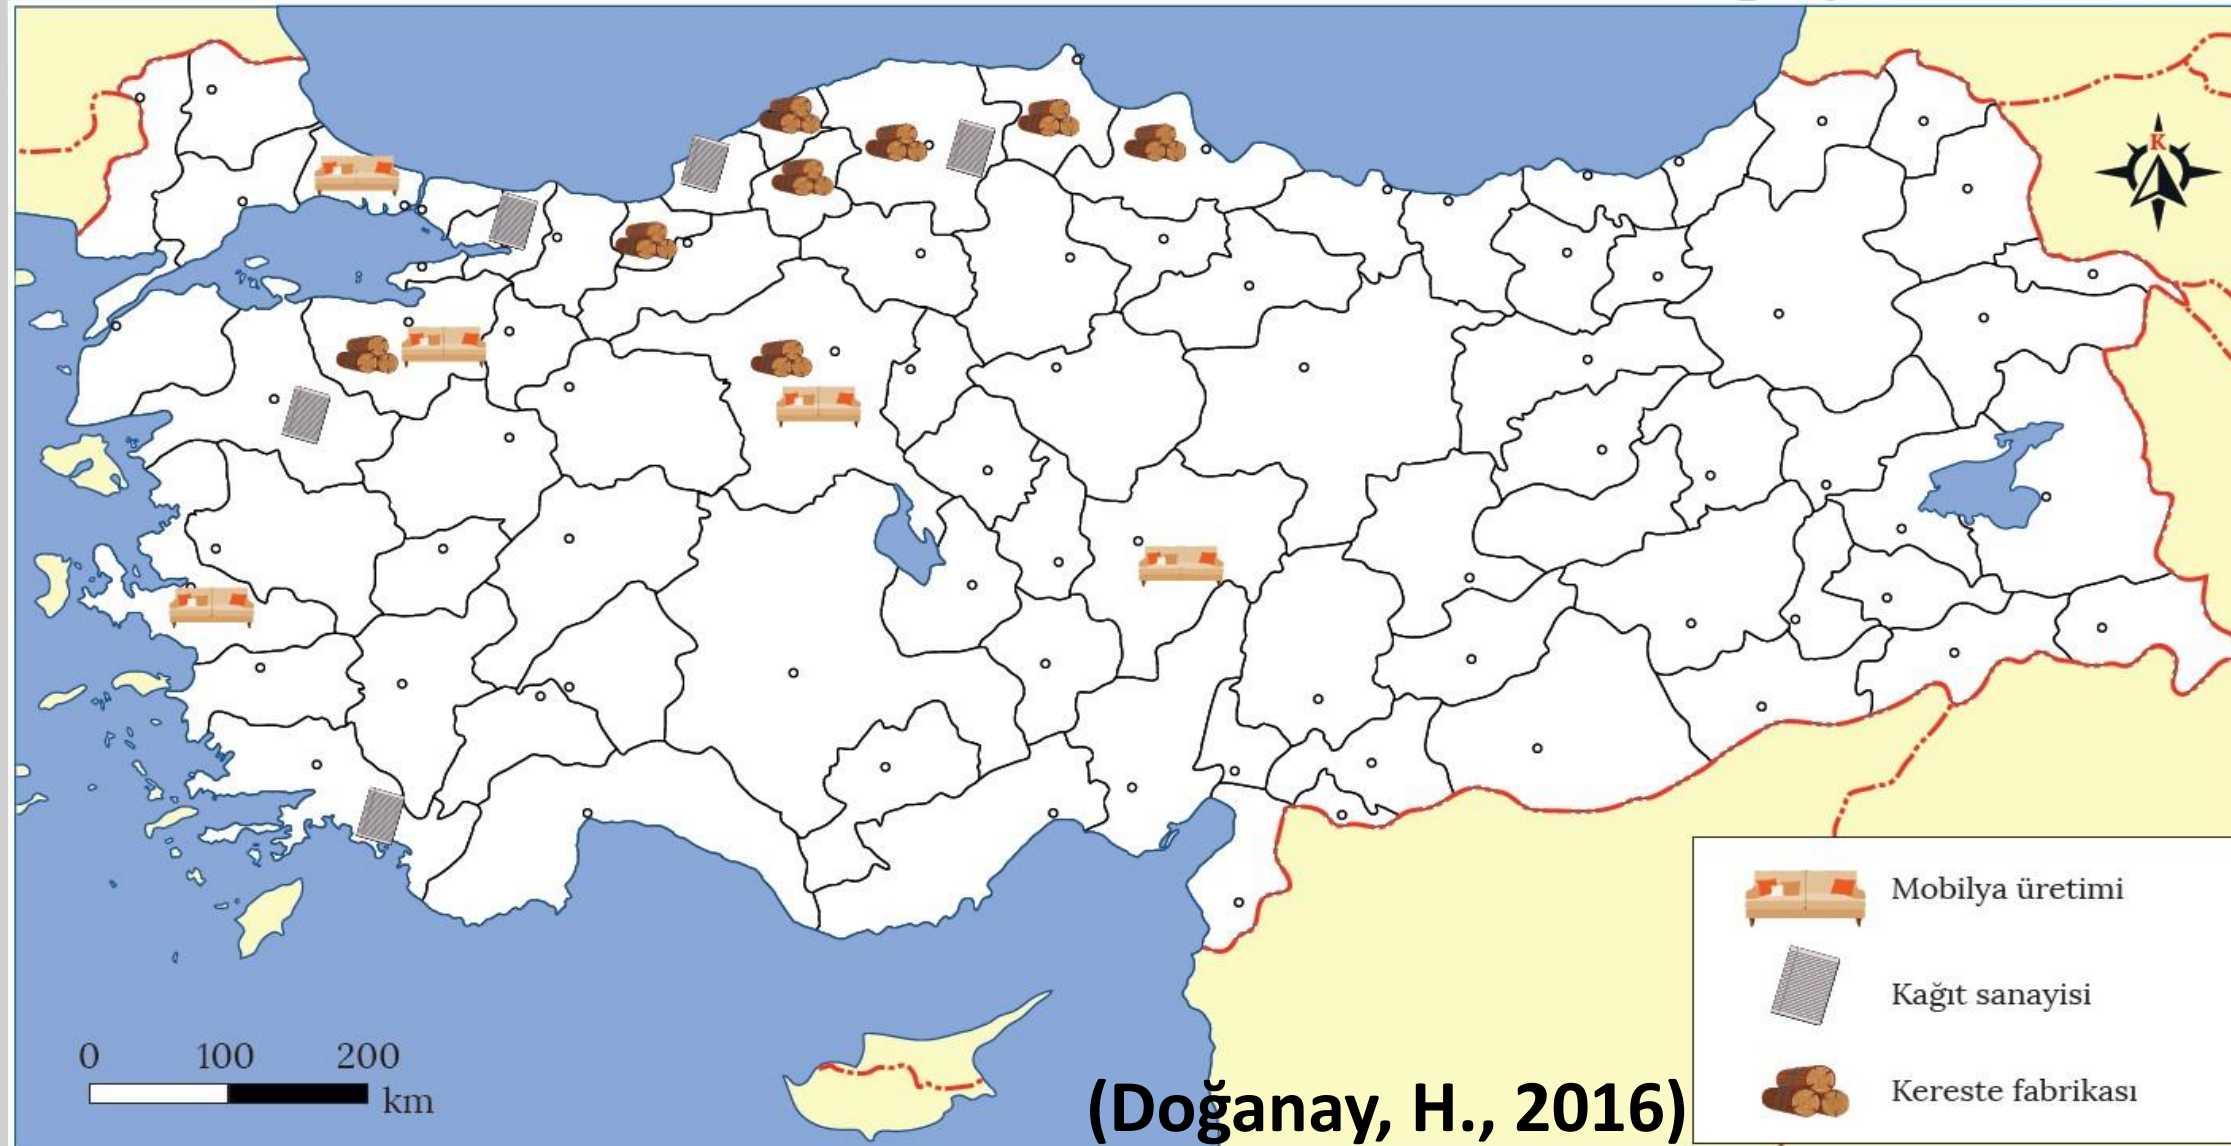 K
Mobilya üretimi
Kağıt sanayisi
Kereste fabrikası
0 100 200
km
(Doğanay, H., 2016)